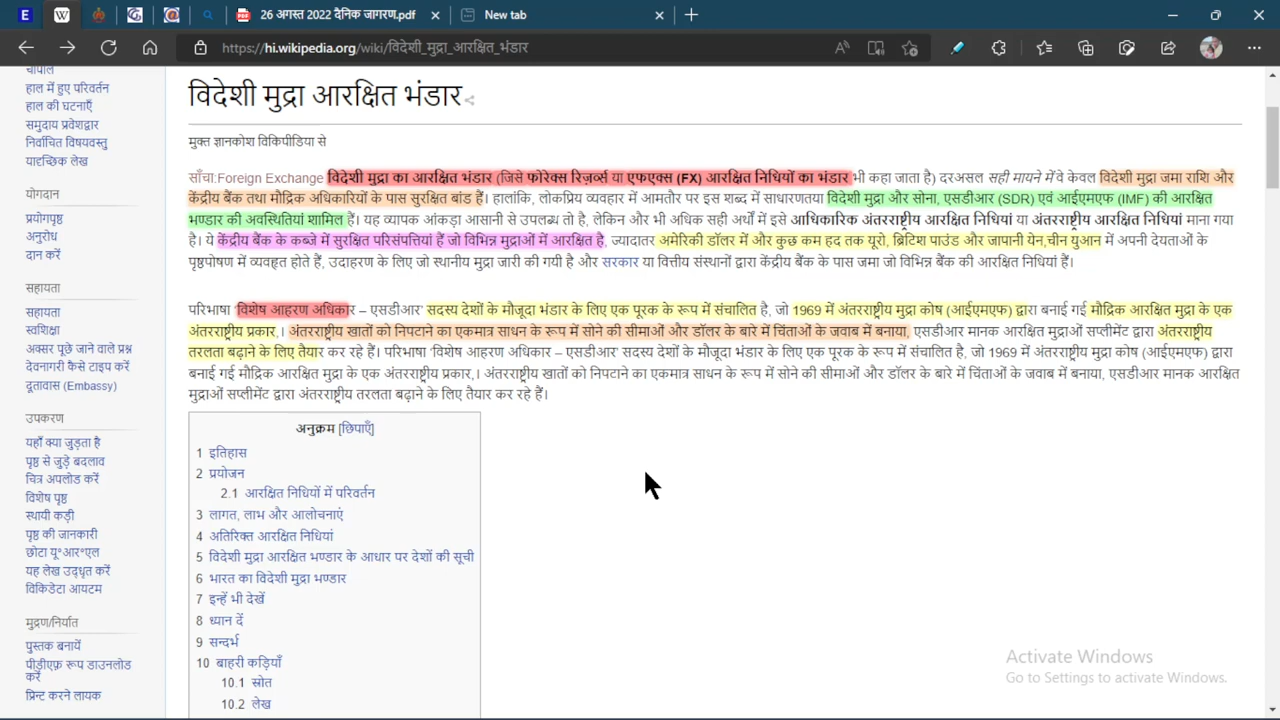 26 अगस्त 2022 दैनिक जागरण.pdf
New tab
https://hi.wikipedia.org/wiki/विदेशी_मुद्रा_आरक्षित_भंडार
चौपाल
हाल में हुए परिवर्तन
हाल की घटनाएँ
समुदाय प्रवेशद्वार
निर्वाचित विषयवस्तु
यादृच्छिक लेख
योगदान
प्रयोगपृष्ठ
अनुरोध
दान करें
सहायता
सहायता
स्वशिक्षा
अक्सर पूछे जाने वाले प्रश्न
देवनागरी कैसे टाइप करें
दूतावास (Embassy)
उपकरण
यहाँ क्या जुड़ता है
पृष्ठ से जुड़े बदलाव
चित्र अपलोड करें
विशेष पृष्ठ
स्थायी कड़ी
पृष्ठ की जानकारी
छोटा यू॰आर॰एल
यह लेख उद्धृत करें
विकिडेटा आयटम
मुद्रण/निर्यात
पुस्तक बनायें
पीडीएफ़ रूप डाउनलोड
करें
प्रिन्ट करने लायक
विदेशी मुद्रा आरक्षित भंडार
मुक्त ज्ञानकोश विकिपीडिया से
साँचा:Foreign Exchange विदेशी मुद्रा का आरक्षित भंडार (जिसे फोरेक्स रिज़र्व्स या एफएक्स (FX) आरक्षित निधियों का भंडार भी कहा जाता है) दरअसल सही मायने में वे केवल विदेशी मुद्रा जमा राशि और
केंद्रीय बैंक तथा मौद्रिक अधिकारियों के पास सुरक्षित बांड हैं। हालांकि, लोकप्रिय व्यवहार में आमतौर पर इस शब्द में साधारणतया विदेशी मुद्रा और सोना, एसडीआर (SDR) एवं आईएमएफ (IMF) की आरक्षित
भण्डार की अवस्थितियां शामिल हैं। यह व्यापक आंकड़ा आसानी से उपलब्ध तो है, लेकिन और भी अधिक सही अर्थों में इसे आधिकारिक अंतरराष्ट्रीय आरक्षित निधियां या अंतरराष्ट्रीय आरक्षित निधियां माना गया
है। ये केंद्रीय बैंक के कब्जे में सुरक्षित परिसंपत्तियां हैं जो विभिन्न मुद्राओं में आरक्षित है, ज्यादातर अमेरिकी डॉलर में और कुछ कम हद तक यूरो, ब्रिटिश पाउंड और जापानी येन,चीन युआन में अपनी देयताओं के
पृष्ठपोषण में व्यवहृत होते हैं, उदाहरण के लिए जो स्थानीय मुद्रा जारी की गयी है और सरकार या वित्तीय संस्थानों द्वारा केंद्रीय बैंक के पास जमा जो विभिन्न बैंक की आरक्षित निधियां हैं।
परिभाषा 'विशेष आहरण अधिकार – एसडीआर' सदस्य देशों के मौजूदा भंडार के लिए एक पूरक के रूप में संचालित है, जो 1969 में अंतरराष्ट्रीय मुद्रा कोष (आईएमएफ) द्वारा बनाई गई मौद्रिक आरक्षित मुद्रा के एक
अंतरराष्ट्रीय प्रकार,। अंतरराष्ट्रीय खातों को निपटाने का एकमात्र साधन के रूप में सोने की सीमाओं और डॉलर के बारे में चिंताओं के जवाब में बनाया, एसडीआर मानक आरक्षित मुद्राओं सप्लीमेंट द्वारा अंतरराष्ट्रीय
तरलता बढ़ाने के लिए तैयार कर रहे हैं। परिभाषा 'विशेष आहरण अधिकार – एसडीआर' सदस्य देशों के मौजूदा भंडार के लिए एक पूरक के रूप में संचालित है, जो 1969 में अंतरराष्ट्रीय मुद्रा कोष (आईएमएफ) द्वारा
बनाई गई मौद्रिक आरक्षित मुद्रा के एक अंतरराष्ट्रीय प्रकार,। अंतरराष्ट्रीय खातों को निपटाने का एकमात्र साधन के रूप में सोने की सीमाओं और डॉलर के बारे में चिंताओं के जवाब में बनाया, एसडीआर मानक आरक्षित
मुद्राओं सप्लीमेंट द्वारा अंतरराष्ट्रीय तरलता बढ़ाने के लिए तैयार कर रहे हैं।
अनुक्रम [छिपाएँ]
1 इतिहास
2 प्रयोजन
2.1 आरक्षित निधियों में परिवर्तन
3 लागत, लाभ और आलोचनाएं
4 अतिरिक्त आरक्षित निधियां
5 विदेशी मुद्रा आरक्षित भण्डार के आधार पर देशों की सूची
6 भारत का विदेशी मुद्रा भण्डार
7 इन्हें भी देखें
8 ध्यान दें
9 सन्दर्भ
10 बाहरी कड़ियाँ
10.1 स्रोत
10.2 लेख
Activate Windows
Go to Settings to activate Windows.